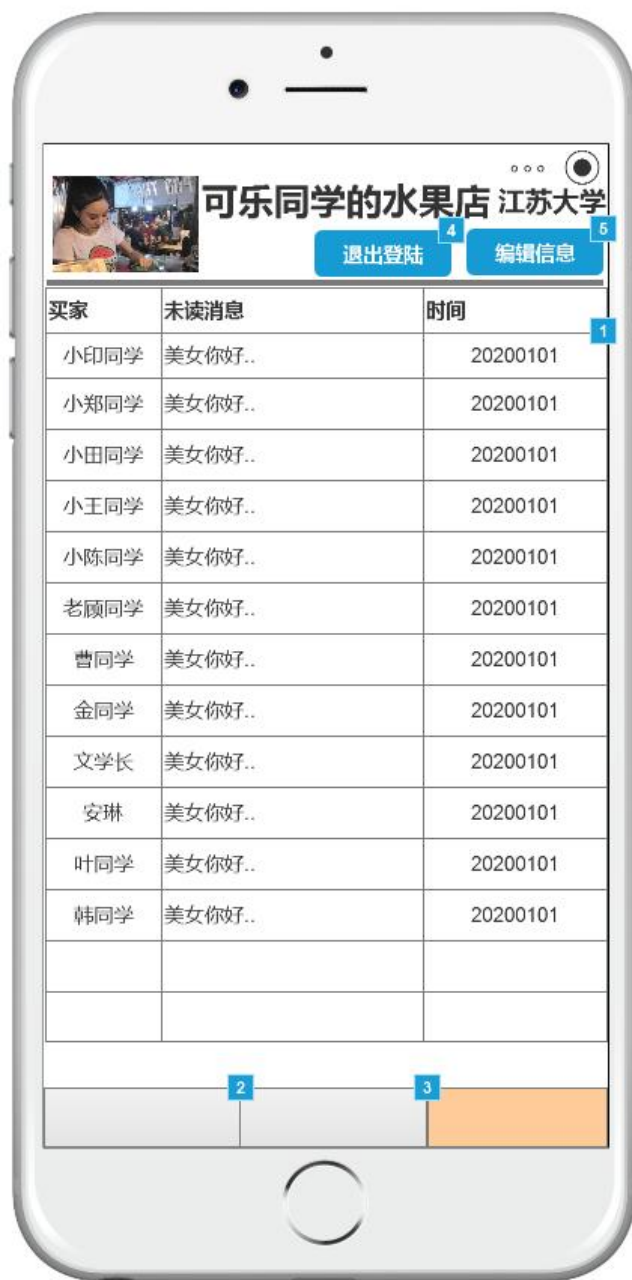 可乐同学的水果店 江苏大学
4 5
退出登陆 编辑信息
买家 未读消息 时间
1
小印同学 美女你好.. 20200101
小郑同学 美女你好.. 20200101
小田同学 美女你好.. 20200101
小王同学 美女你好.. 20200101
小陈同学 美女你好.. 20200101
老顾同学 美女你好.. 20200101
曹同学 美女你好.. 20200101
金同学 美女你好.. 20200101
文学长 美女你好.. 20200101
安琳 美女你好.. 20200101
叶同学 美女你好.. 20200101
韩同学 美女你好.. 20200101
2 3